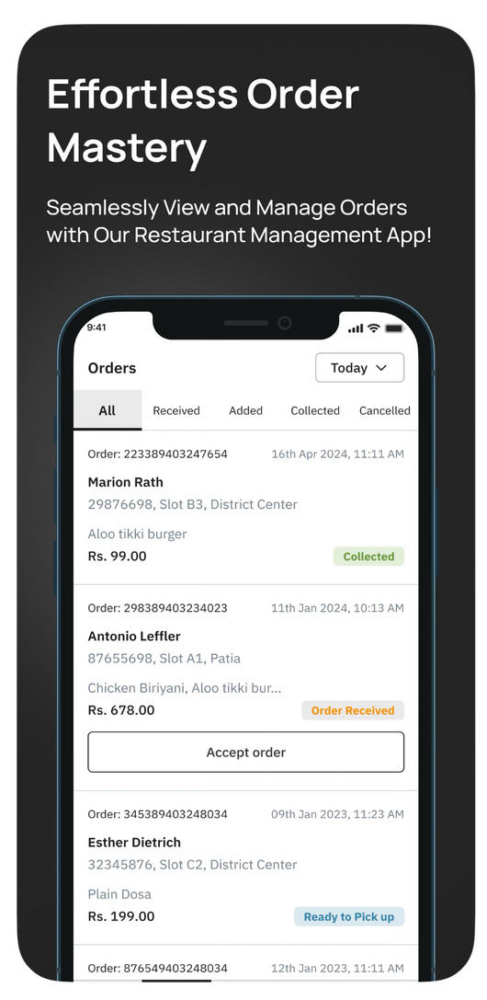 Effortless Order
Mastery
Seamlessly View and Manage Orders
with Our Restaurant Management App!
9:41
Orders
Today
All Received Added Collected Cancelled
Order: 223389403247654 16th Apr 2024, 11:11 AM
Marion Rath
29876698, Slot B3, District Center
Aloo tikki burger
Rs. 99.00 Collected
Order: 298389403234023 11th Jan 2024, 10:13 AM
Antonio Leffler
87655698, Slot A1, Patia
Chicken Biriyani, Aloo tikki bur...
Rs. 678.00 Order Received
Accept order
Order: 345389403248034 09th Jan 2023, 11:23 AM
Esther Dietrich
32345876, Slot C2, District Center
Plain Dosa
Rs. 199.00 Ready to Pick up
Order: 876549403248034 12th Jan 2023, 11:11 AM